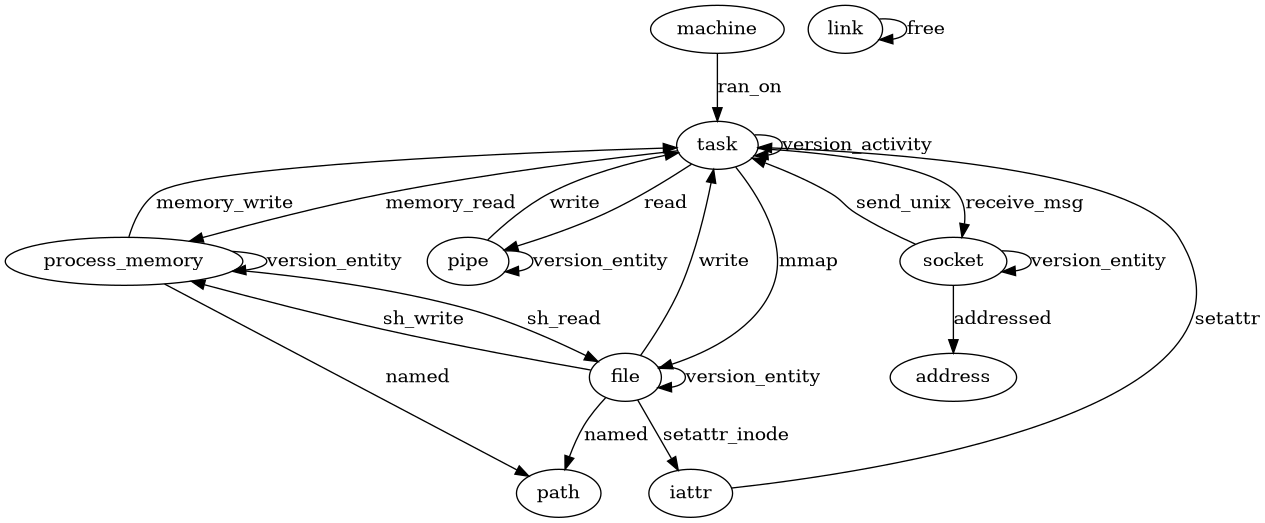 machine
link
free
ran_on
task
version_activity
memory_write
memory_read
write
read
send_unix
receive_msg
process_memory
version_entity
pipe
version_entity
write
mmap
socket
version_entity
sh_write
sh_read
addressed
setattr
named
file
version_entity
address
named
setattr_inode
path
iattr